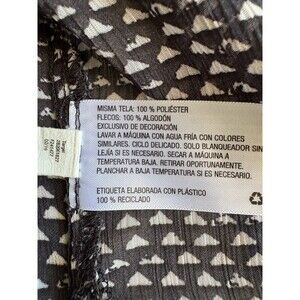 MISMA TELA: 100 % POLIÉSTER
FLECOS: 100 % ALGODÓN
EXCLUSIVO DE DECORACIÓN
LAVAR A MÁQUINA CON AGUA FRÍA CON COLORES
SIMILARES. CICLO DELICADO. SOLO BLANQUEADOR SIN
LEJÍA SI ES NECESARIO. SECAR A MÁQUINA A
TEMPERATURA BAJA. RETIRAR OPORTUNAMENTE.
PLANCHAR A BAJA TEMPERATURA SI ES NECESARIO.
ETIQUETA ELABORADA CON PLÁSTICO
100 % RECICLADO
Target